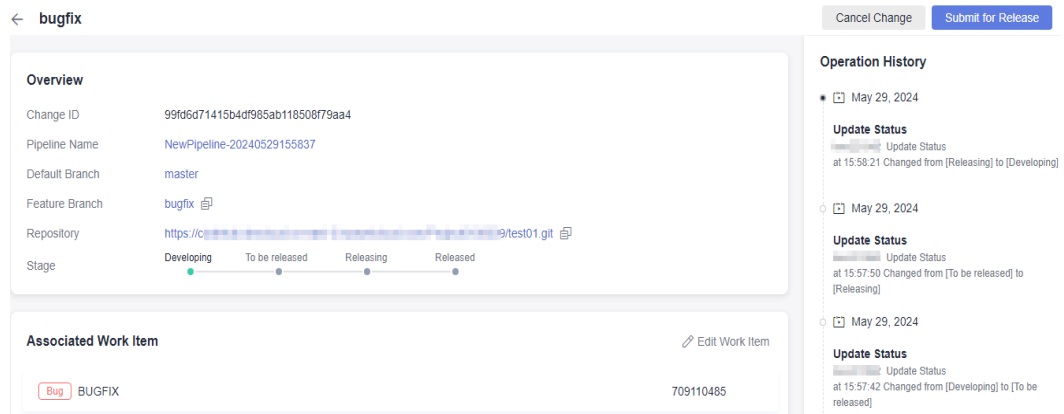 bugfix
Cancel Change
Submit for Release
Overview
Change ID 99fd6d71415b4df985ab118508f79aa4
Pipeline Name NewPipeline-20240529155837
Default Branch master
Feature Branch bugfix
Repository https://c 9/test01.git
Stage
Developing To be released Releasing Released
Associated Work Item
Edit Work Item
Bug BUGFIX 709110485
Operation History
May 29, 2024
Update Status
Update Status
at 15:58:21 Changed from [Releasing] to [Developing]
May 29, 2024
Update Status
Update Status
at 15:57:50 Changed from [To be released] to
[Releasing]
May 29, 2024
Update Status
Update Status
at 15:57:42 Changed from [Developing] to [To be
released]